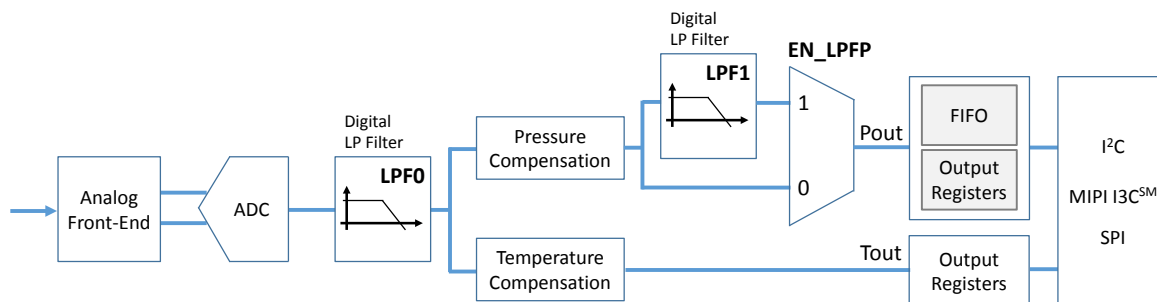 Digital
LP Filter
LPF1
EN_LPFP
1
0
Pout
FIFO
Output
Registers
I²C
MIPI I3C℠
SPI
Digital
LP Filter
LPF0
Pressure
Compensation
Analog
Front-End
ADC
Temperature
Compensation
Tout
Output
Registers